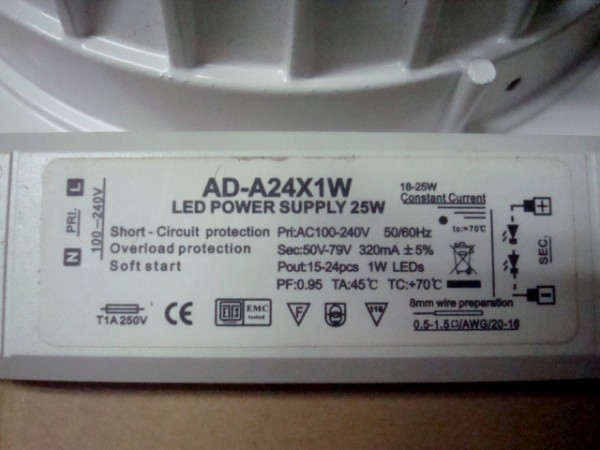 AD-A24X1W
LED POWER SUPPLY 25W
L
PRI.
100-240V
N
Short - Circuit protection
Overload protection
Soft start
Pri:AC100-240V 50/60Hz
Sec:50V-79V 320mA ± 5%
Pout:15-24pcs 1W LEDs
PF:0.95 TA:45℃ TC:+70℃
18-25W
Constant Current
tc:=70℃
+
SEC.
-
T1A 250V
CE
EMC
tested
F
8mm wire preparation
0.5-1.5□/AWG/20-16